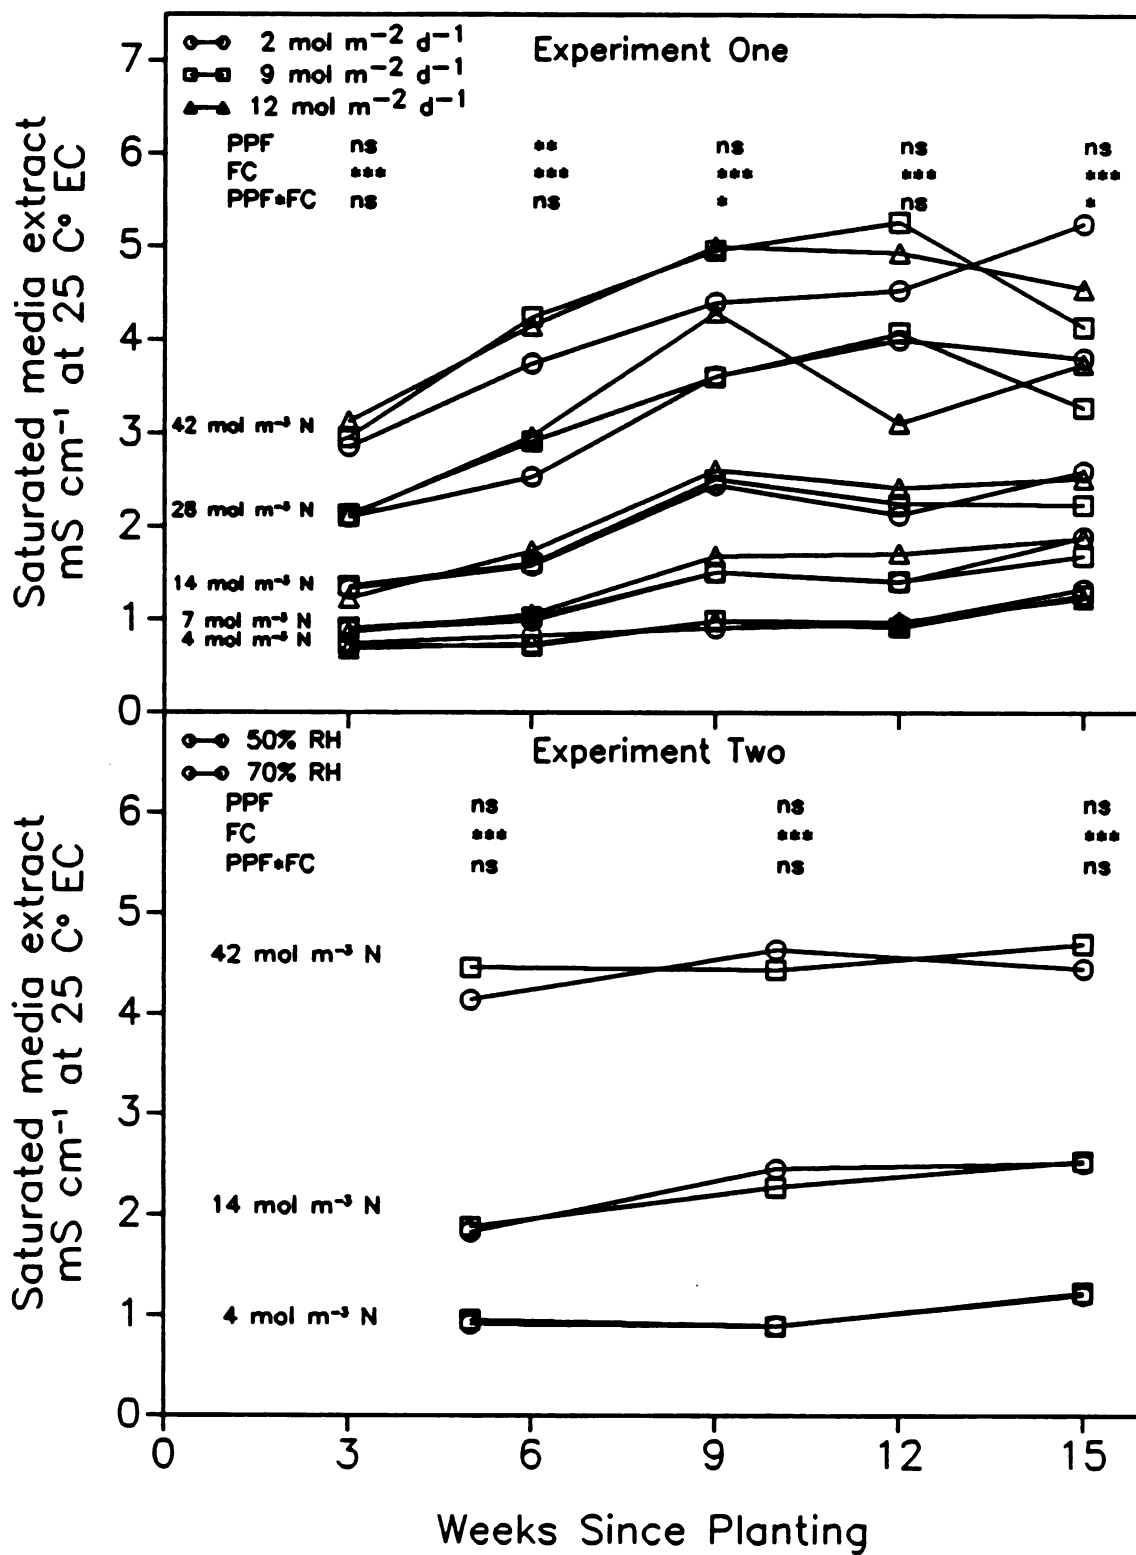 Saturated media extract
mS cm⁻¹ at 25 C° EC
7
6
5
4
3
2
1
0
2 mol m⁻² d⁻¹
9 mol m⁻² d⁻¹
12 mol m⁻² d⁻¹
Experiment One
PPF ns ** ns ns ns
FC *** *** *** *** ***
PPF*FC ns ns * ns *
42 mol m⁻³ N
28 mol m⁻³ N
14 mol m⁻³ N
7 mol m⁻³ N
4 mol m⁻³ N
Saturated media extract
mS cm⁻¹ at 25 C° EC
6
5
4
3
2
1
0
50% RH
70% RH
Experiment Two
PPF ns ns ns
FC *** *** ***
PPF*FC ns ns ns
42 mol m⁻³ N
14 mol m⁻³ N
4 mol m⁻³ N
0 3 6 9 12 15
Weeks Since Planting